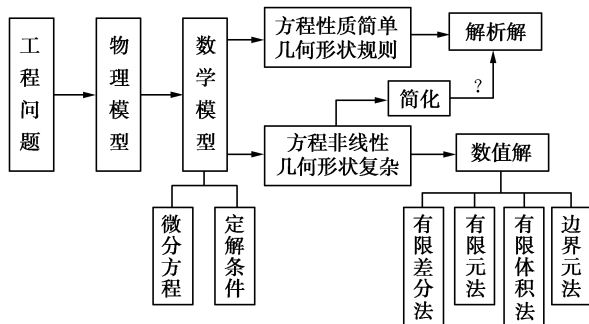 工程问题
物理模型
数学模型
方程性质简单
几何形状规则
解析解
简化
?
方程非线性
几何形状复杂
数值解
微分方程
定解条件
有限差分法
有限元法
有限体积法
边界元法